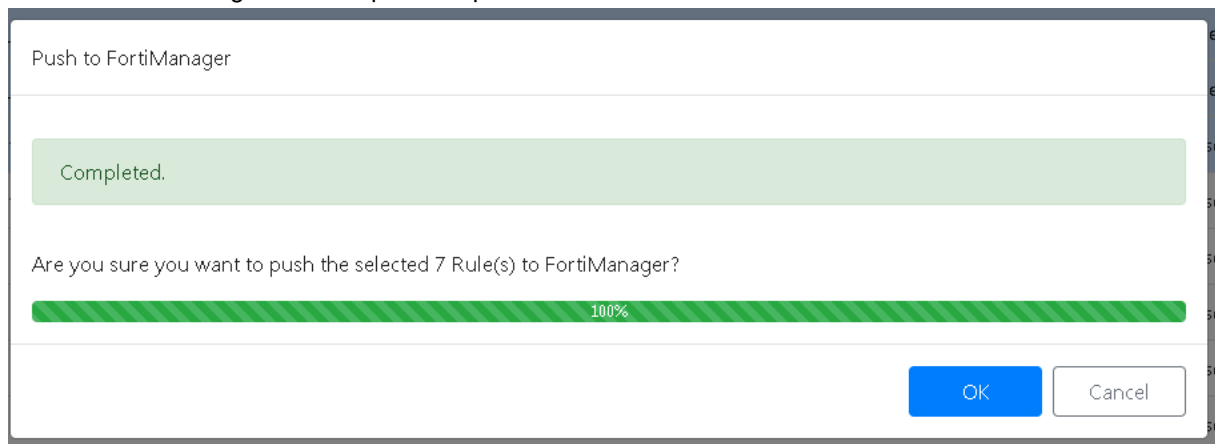 Push to FortiManager
Completed.
Are you sure you want to push the selected 7 Rule(s) to FortiManager?
100%
OK Cancel